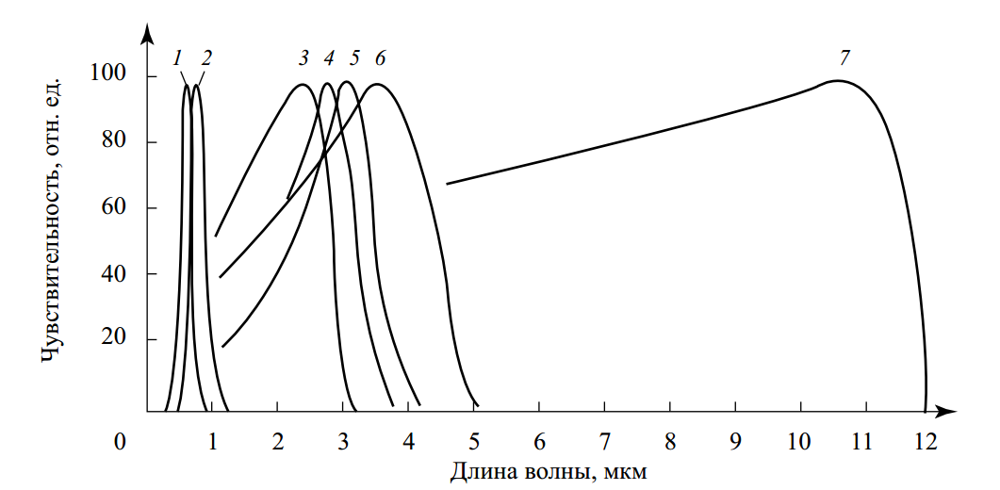 1 2 3 4 5 6 7
100
80
60
40
20
0 1 2 3 4 5 6 7 8 9 10 11 12
Чувствительность, отн. ед.
Длина волны, мкм